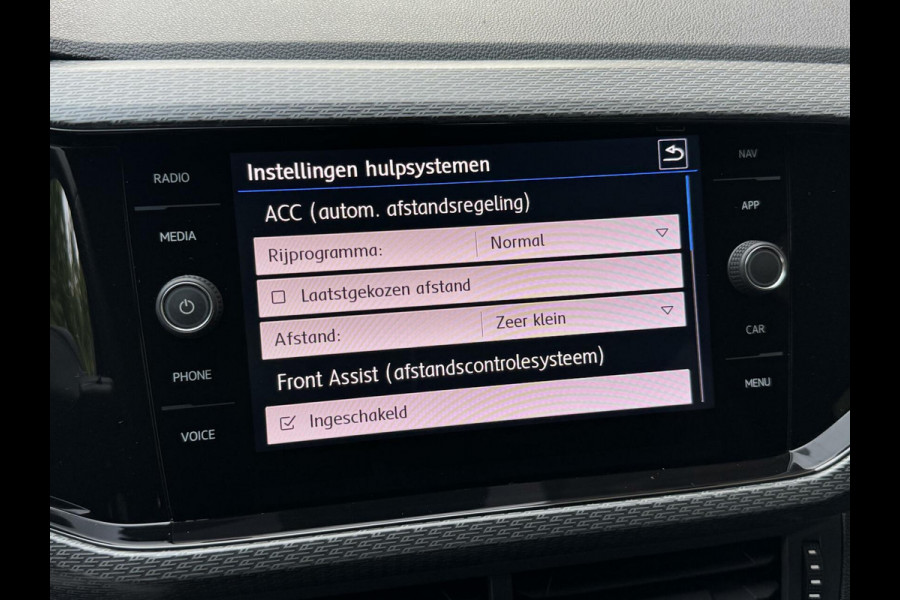 RADIO
MEDIA
PHONE
VOICE
Instellingen hulpsystemen
ACC (autom. afstandsregeling)
Rijprogramma: Normal
Laatstgekozen afstand
Afstand: Zeer klein
Front Assist (afstandscontrolesysteem)
Ingeschakeld
NAV
APP
CAR
MENU